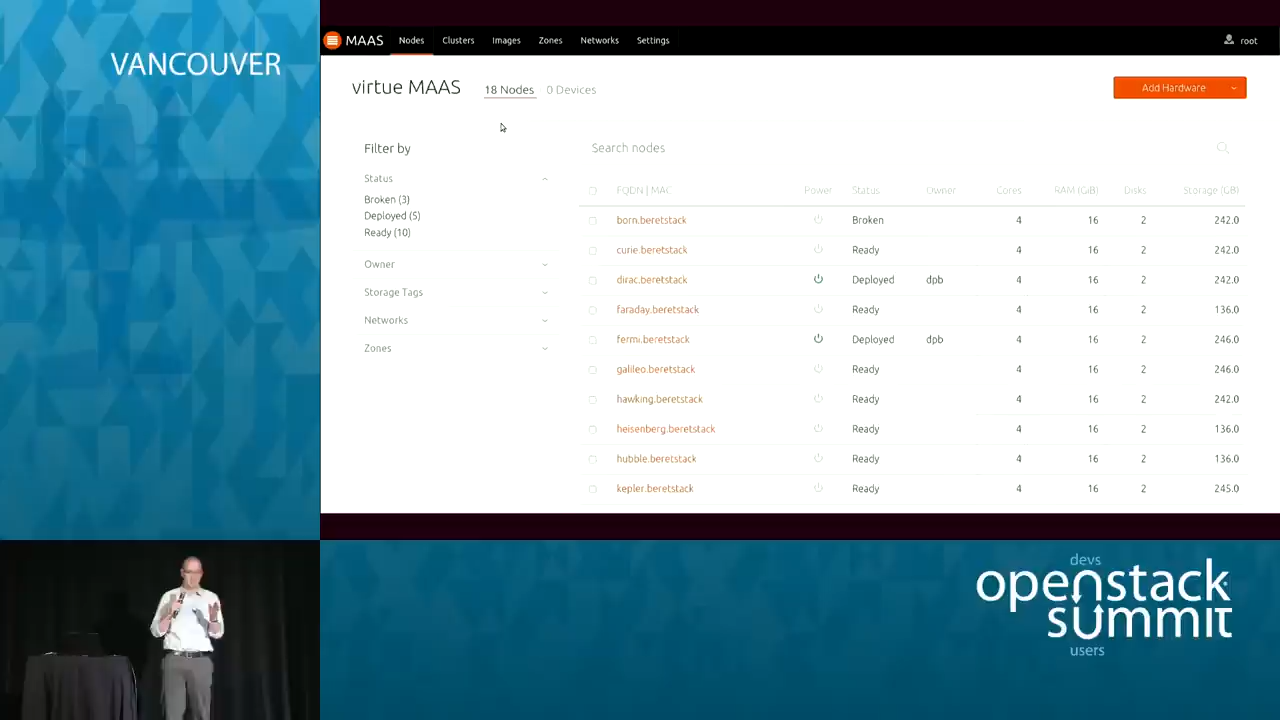 VANCOUVER
MAAS Nodes Clusters Images Zones Networks Settings root
virtue MAAS 18 Nodes 0 Devices Add Hardware
Filter by
Status
Broken (3)
Deployed (5)
Ready (10)
Owner
Storage Tags
Networks
Zones
Search nodes
FQDN | MAC Power Status Owner Cores RAM (GiB) Disks Storage (GB)
born.beretstack Broken 4 16 2 242.0
curie.beretstack Ready 4 16 2 242.0
dirac.beretstack Deployed dpb 4 16 2 242.0
faraday.beretstack Ready 4 16 2 136.0
fermi.beretstack Deployed dpb 4 16 2 246.0
galileo.beretstack Ready 4 16 2 246.0
hawking.beretstack Ready 4 16 2 242.0
heisenberg.beretstack Ready 4 16 2 136.0
hubble.beretstack Ready 4 16 2 136.0
kepler.beretstack Ready 4 16 2 245.0
devs
openstack
summit
users